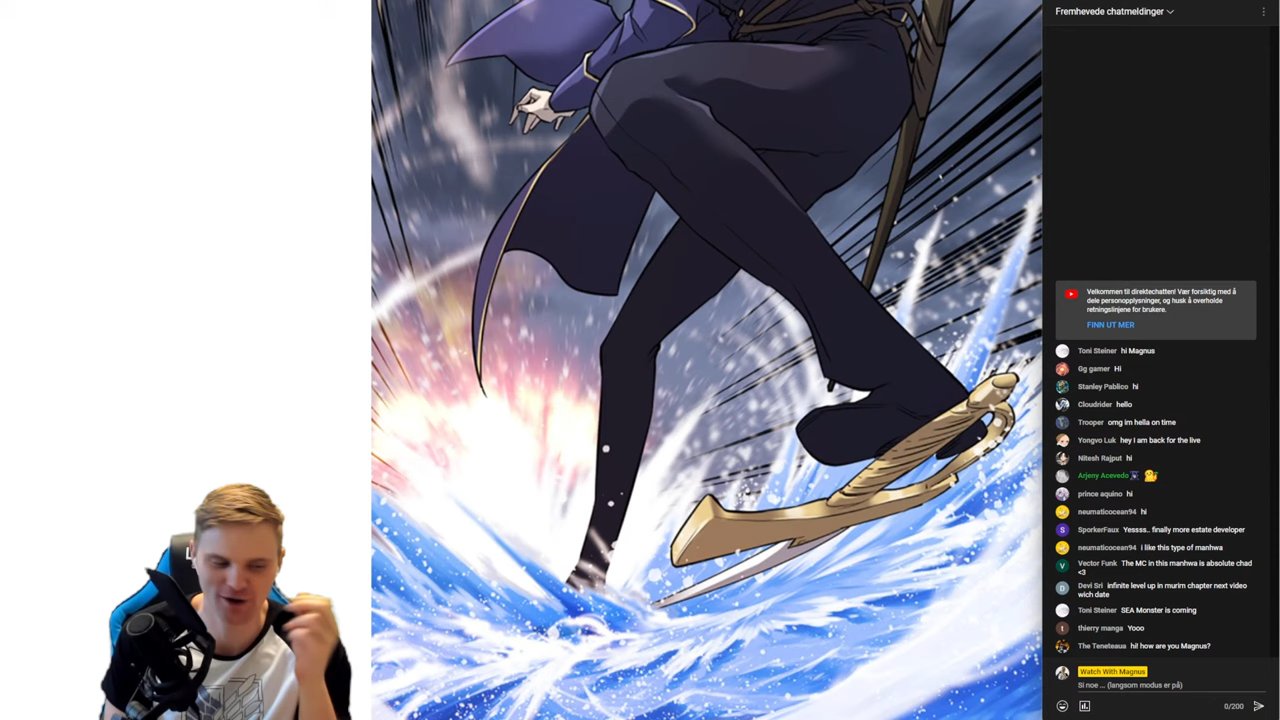 Fremhevede chatmeldinger
Velkommen til direktechatten! Vær forsiktig med å
dele personopplysninger, og husk å overholde
retningslinjene for brukere.
FINN UT MER
Toni Steiner hi Magnus
Gg gamer Hi
Stanley Pablico hi
Cloudrider hello
Trooper omg im hella on time
Yongvo Luk hey I am back for the live
Nitesh Rajput hi
Arjeny Acevedo
prince aquino hi
neumaticocean94 hi
SporkerFaux Yessss.. finally more estate developer
neumaticocean94 i like this type of manhwa
Vector Funk The MC in this manhwa is absolute chad
<3
Devi Sri infinite level up in murim chapter next video
wich date
Toni Steiner SEA Monster is coming
thierry manga Yooo
The Teneteaua hi! how are you Magnus?
Watch With Magnus
Si noe ... (langsom modus er på)
0/200